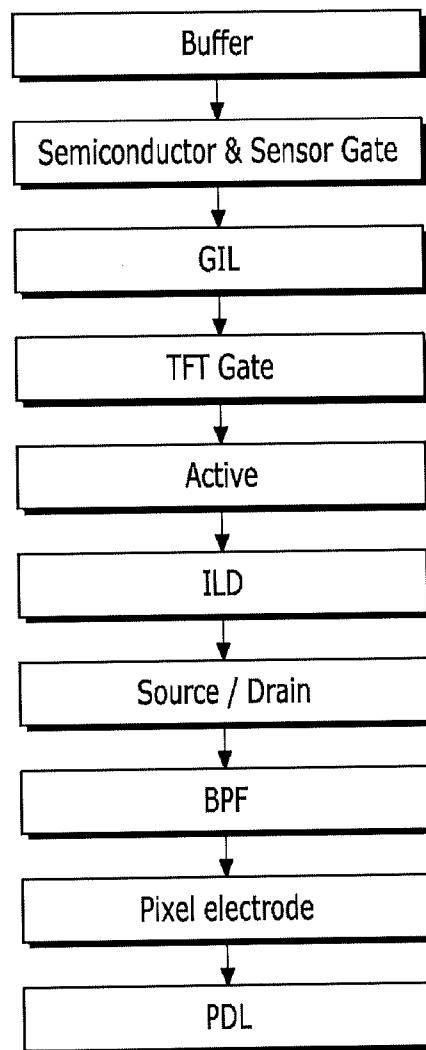 Buffer
Semiconductor & Sensor Gate
GIL
TFT Gate
Active
ILD
Source / Drain
BPF
Pixel electrode
PDL